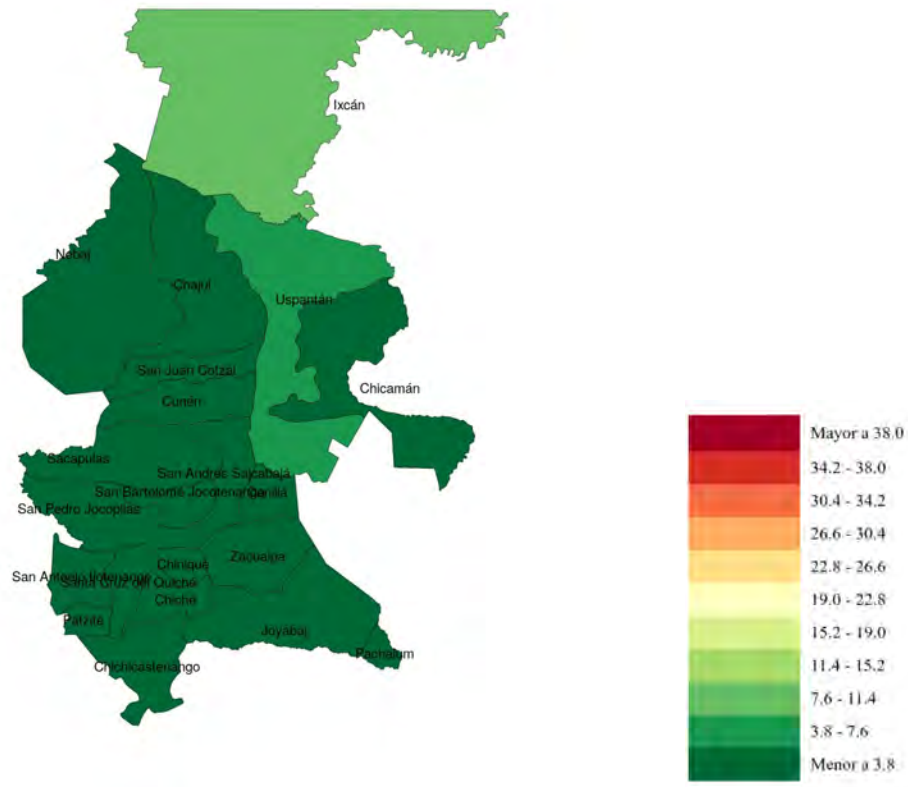 Ixcán
Nebaj
Chajul
Uspantán
San Juan Cotzal
Chicamán
Cunén
Sacapulas
San Andrés Sajcabajá
San Bartolomé Jocotenango
Canillá
San Pedro Jocopilas
Zacualpa
Chinique
San Antonio Ilotenango
Santa Cruz del Quiché
Chiché
Patzité
Joyabaj
Pachalum
Chichicastenango
Mayor a 38.0
34.2 - 38.0
30.4 - 34.2
26.6 - 30.4
22.8 - 26.6
19.0 - 22.8
15.2 - 19.0
11.4 - 15.2
7.6 - 11.4
3.8 - 7.6
Menor a 3.8